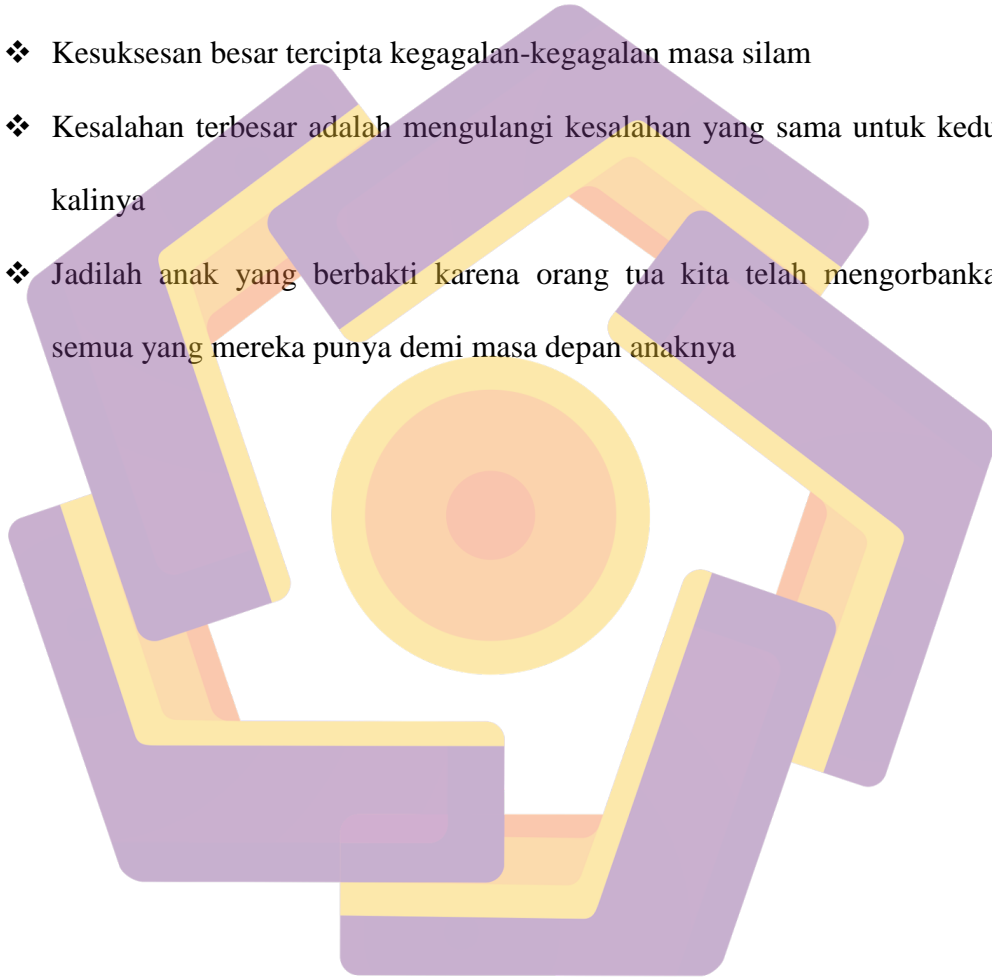 ❖ Kesuksesan besar tercipta kegagalan-kegagalan masa silam
❖ Kesalahan terbesar adalah mengulangi kesalahan yang sama untuk kedu
kalinya
❖ Jadilah anak yang berbakti karena orang tua kita telah mengorbanka
semua yang mereka punya demi masa depan anaknya